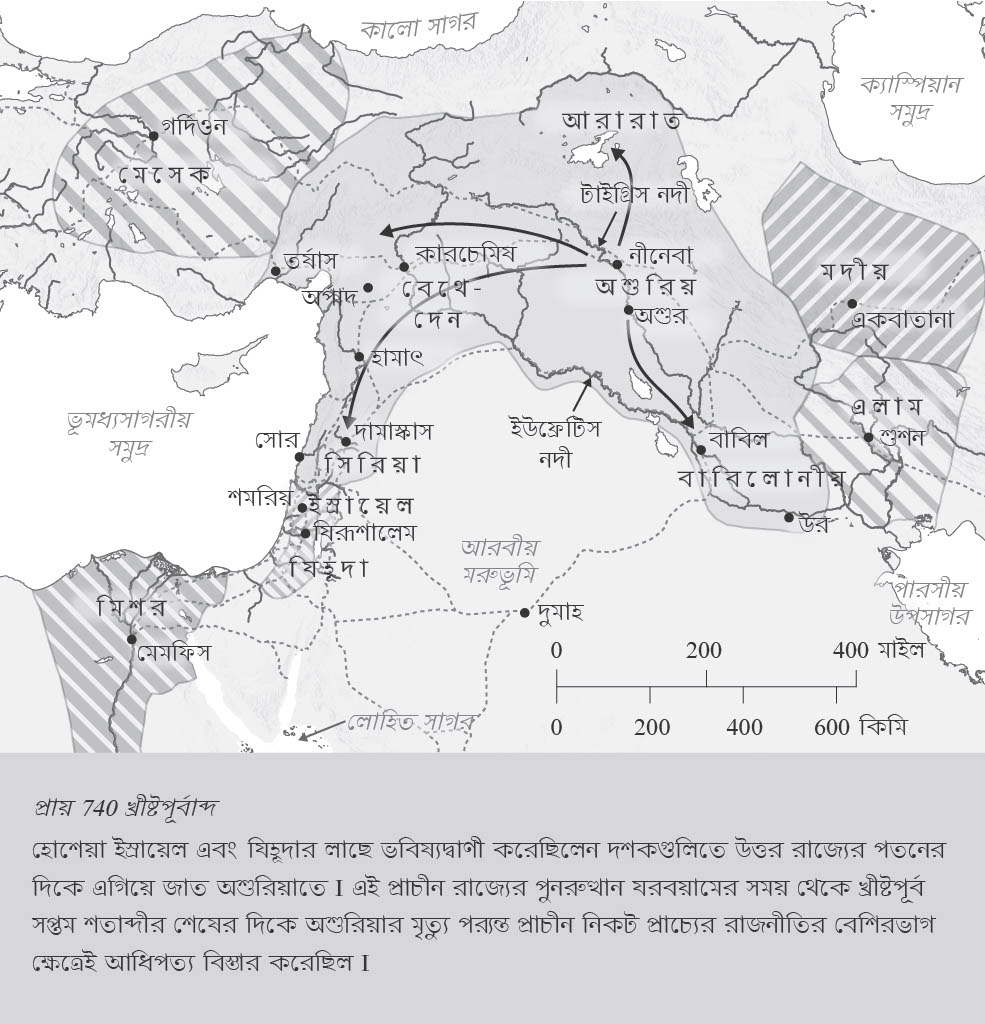 কালো সাগর
ক্যাস্পিয়ান
সমুদ্র
গর্দিওন
মেসেক
আরারাত
টাইগ্রিস নদী
তর্ষাস
কারচেমিষ
নীনেবা
অশুরিয়
মদীয়
অর্পাদ
বেথে-
দেন
অশুর
একবাতানা
হামাৎ
ভূমধ্যসাগরীয়
সমুদ্র
ইউফ্রেটিস
নদী
এলাম
শুশন
সোর
দামাস্কাস
সিরিয়া
বাবিল
বাবিলোনীয়
শমরিয়
ইস্রায়েল
যিরূশালেম
যিহূদা
উর
আরবীয়
মরুভূমি
পারসীয়
উপসাগর
মিশর
মেমফিস
দুমাহ
0 200 400 মাইল
0 200 400 600 কিমি
লোহিত সাগর
প্রায় 740 খ্রীষ্টপূর্বাব্দ
হোশেয়া ইস্রায়েল এবং যিহূদার লাছে ভবিষ্যদ্বাণী করেছিলেন দশকগুলিতে উত্তর রাজ্যের পতনের
দিকে এগিয়ে জাত অশুরিয়াতে I এই প্রাচীন রাজ্যের পুনরুত্থান যরবয়ামের সময় থেকে খ্রীষ্টপূর্ব
সপ্তম শতাব্দীর শেষের দিকে অশুরিয়ার মৃত্যু পর‍্যন্ত প্রাচীন নিকট প্রাচ্যের রাজনীতির বেশিরভাগ
ক্ষেত্রেই আধিপত্য বিস্তার করেছিল I